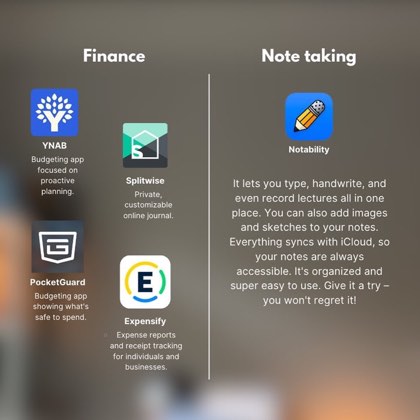 Finance
YNAB
Budgeting app
focused on
proactive
planning.
Splitwise
Private,
customizable
online journal.
PocketGuard
Budgeting app
showing what's
safe to spend.
E
Expensify
Expense reports
and receipt tracking
for individuals and
businesses.
Note taking
Notability
It lets you type, handwrite, and
even record lectures all in one
place. You can also add images
and sketches to your notes.
Everything syncs with iCloud, so
your notes are always
accessible. It's organized and
super easy to use. Give it a try –
you won't regret it!